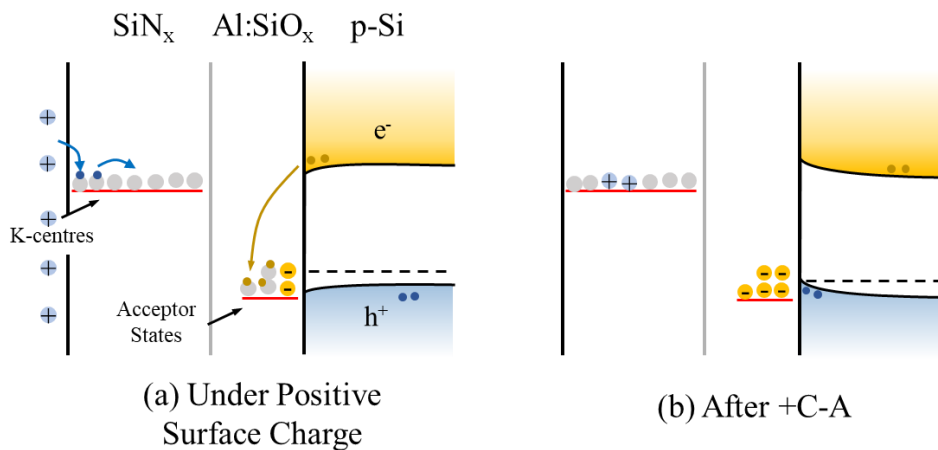 SiNx Al:SiOx p-Si
e-
K-centres
Acceptor
States
h+
(a) Under Positive
Surface Charge
(b) After +C-A